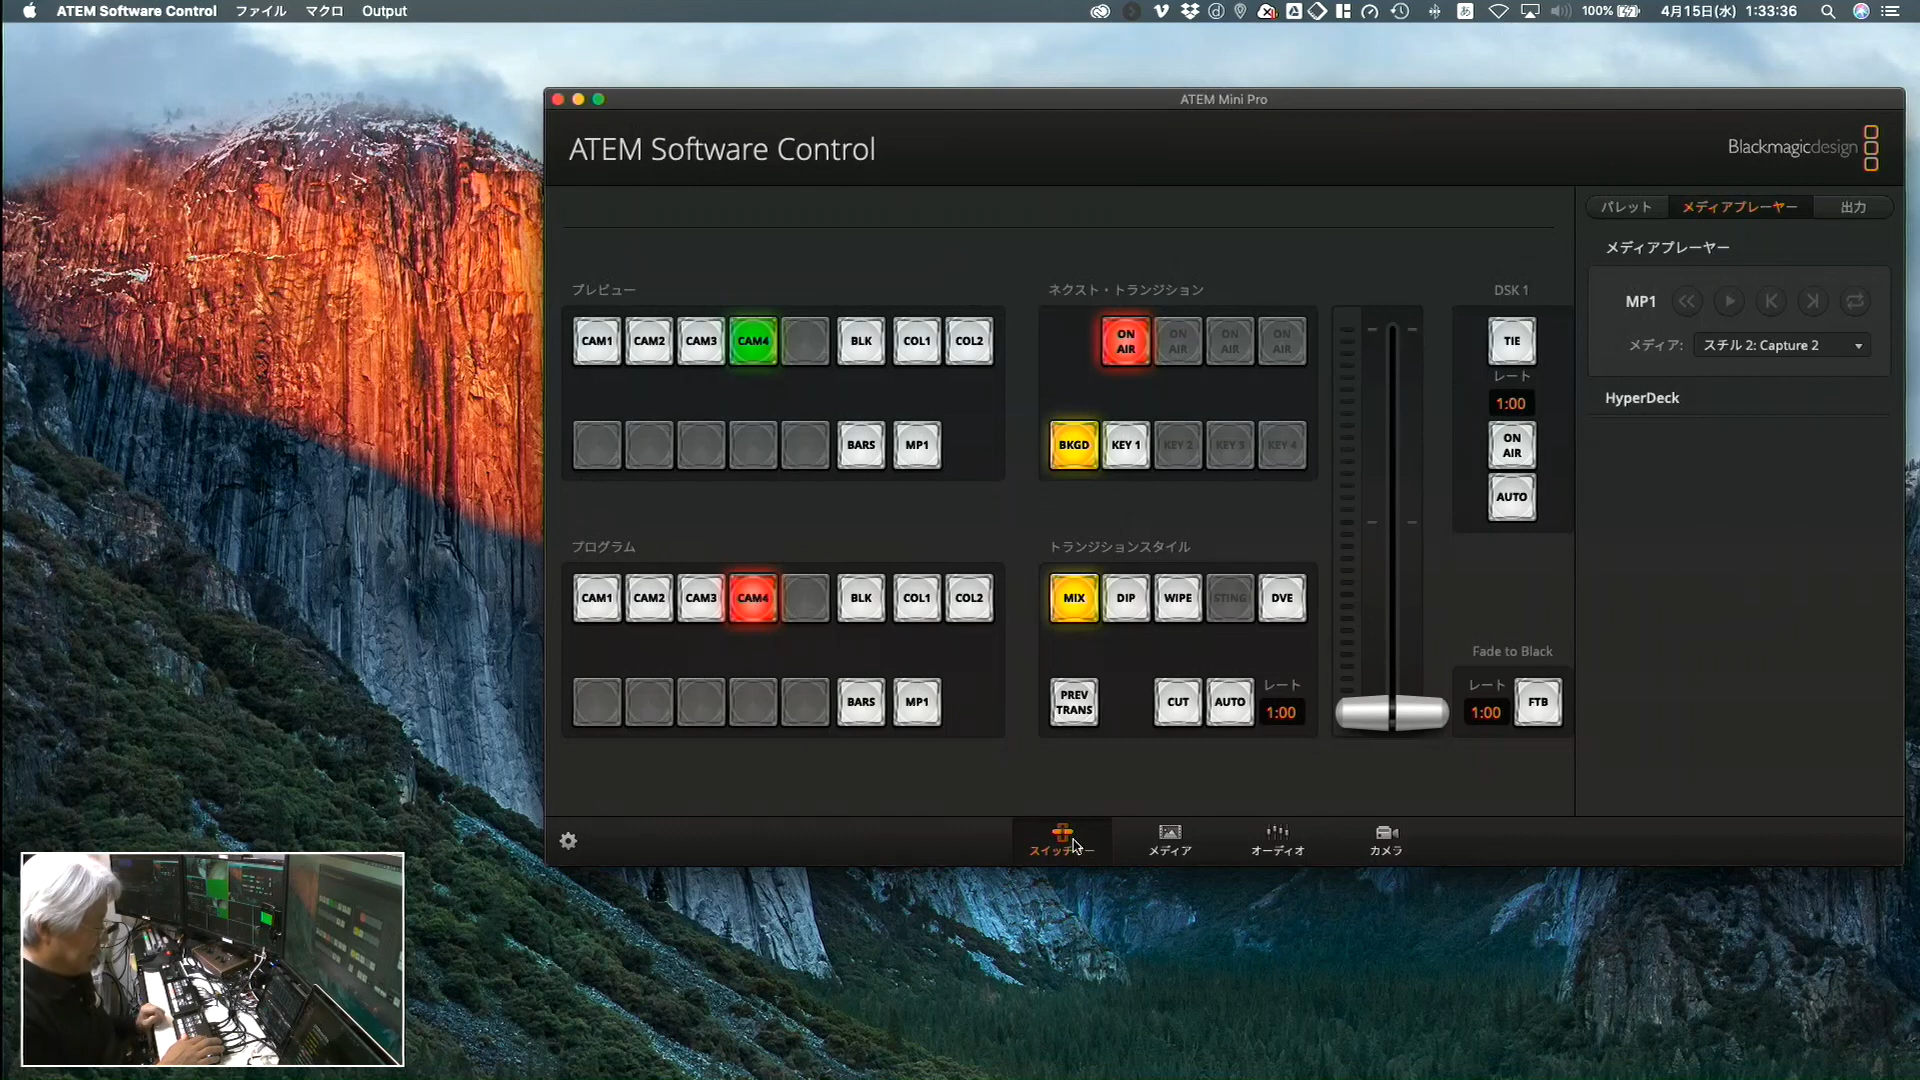 ATEM Software Control ファイル マクロ Output
100% 4月15日(水) 1:33:36
ATEM Mini Pro
ATEM Software Control
Blackmagicdesign
パレット メディアプレーヤー 出力
メディアプレーヤー
MP1
メディア: スチル 2: Capture 2
HyperDeck
プレビュー
CAM1 CAM2 CAM3 CAM4 BLK COL1 COL2
BARS MP1
ネクスト・トランジション
ON AIR ON AIR ON AIR ON AIR
BKGD KEY 1 KEY 2 KEY 3 KEY 4
DSK 1
TIE
レート
1:00
ON AIR
AUTO
プログラム
CAM1 CAM2 CAM3 CAM4 BLK COL1 COL2
BARS MP1
トランジションスタイル
MIX DIP WIPE STING DVE
PREV TRANS CUT AUTO レート 1:00
Fade to Black
レート
1:00 FTB
メディア オーディオ カメラ